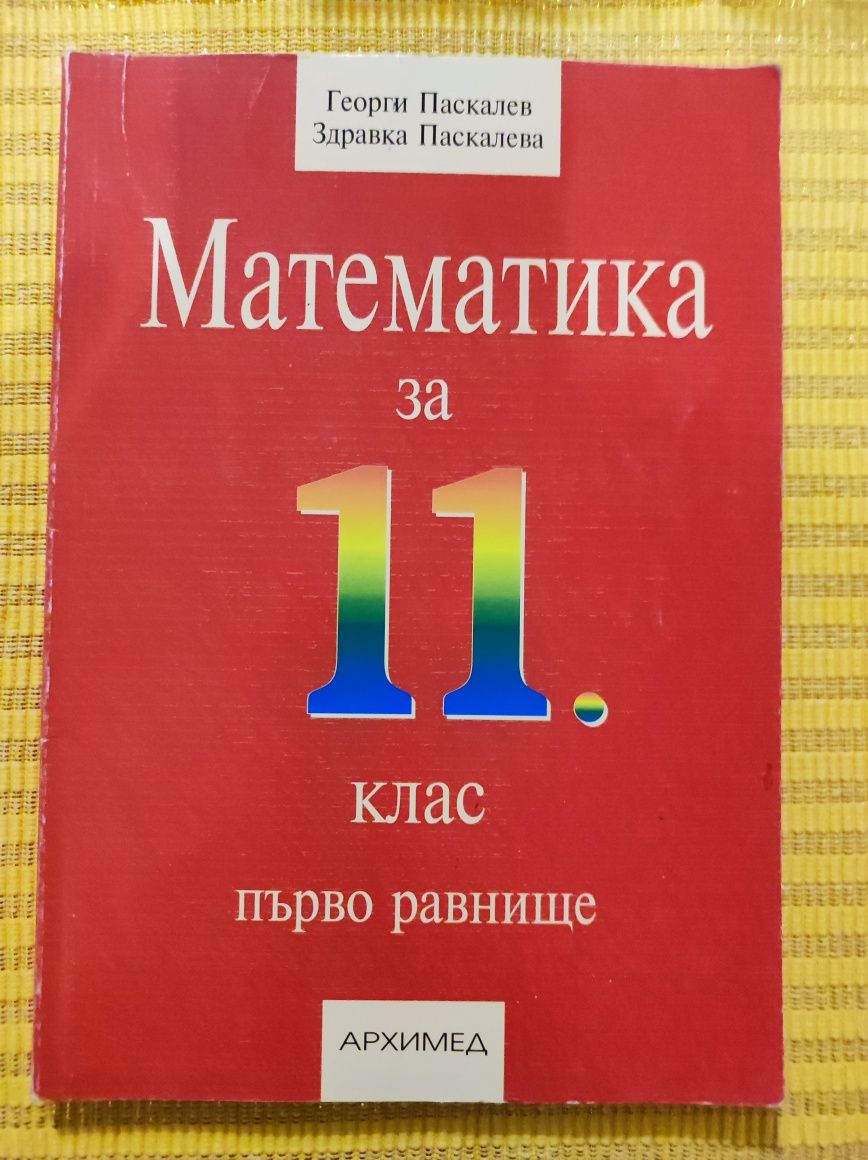 Георги Паскалев
Здравка Паскалева
Математика
за
11.
клас
първо равнище
АРХИМЕД